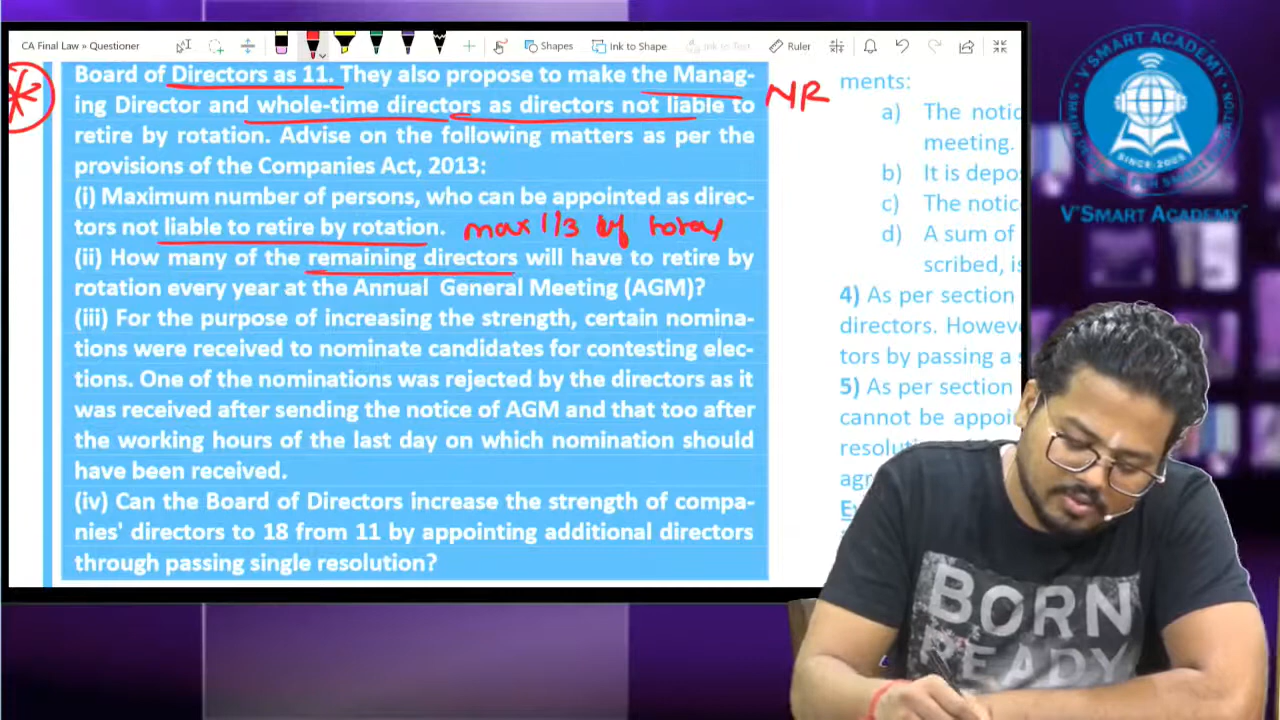 CA Final Law » Questioner
Shapes
Ink to Shape
Ink to Text
Ruler
Board of Directors as 11. They also propose to make the Manag-
ing Director and whole-time directors as directors not liable to NR
retire by rotation. Advise on the following matters as per the
provisions of the Companies Act, 2013:
(i) Maximum number of persons, who can be appointed as direc-
tors not liable to retire by rotation. max 1/3 of total
(ii) How many of the remaining directors will have to retire by
rotation every year at the Annual General Meeting (AGM)?
(iii) For the purpose of increasing the strength, certain nomina-
tions were received to nominate candidates for contesting elec-
tions. One of the nominations was rejected by the directors as it
was received after sending the notice of AGM and that too after
the working hours of the last day on which nomination should
have been received.
(iv) Can the Board of Directors increase the strength of compa-
nies' directors to 18 from 11 by appointing additional directors
through passing single resolution?
ments:
a) The notic
meeting.
b) It is depos
c) The notic
d) A sum of
scribed, is
4) As per section
directors. Howeve
tors by passing a s
5) As per section
cannot be appoi
resoluti
agr
V'SMART ACADEMY
SINCE-2008
V'SMART ACADEMY
BORN
READY